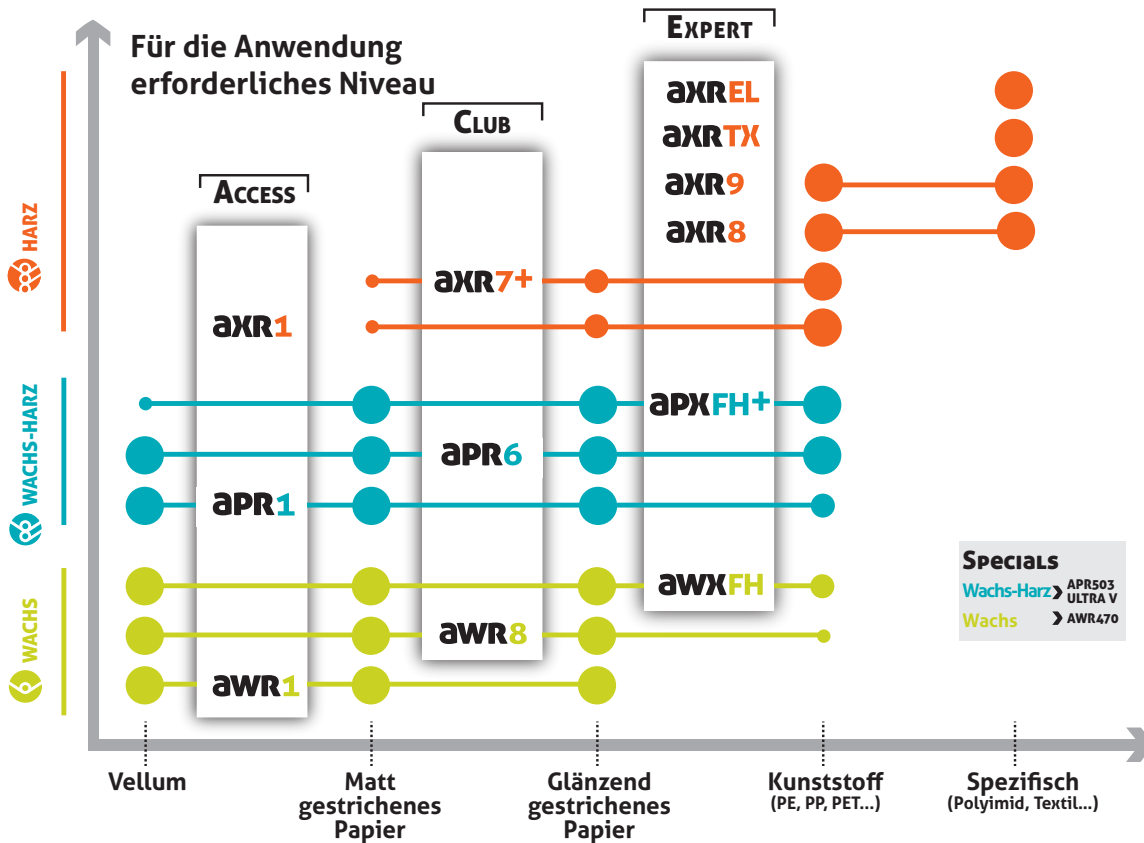 Für die Anwendung
erforderliches Niveau
HARZ
WACHS-HARZ
WACHS
ACCESS
aXR1
aPR1
aWR1
CLUB
aXR7+
aPR6
aWR8
EXPERT
aXREL
aXRTX
aXR9
aXR8
aPXFH+
aWXFH
SPECIALS
Wachs-Harz APR503
ULTRA V
Wachs AWR470
Vellum
Matt
gestrichenes
Papier
Glänzend
gestrichenes
Papier
Kunststoff
(PE, PP, PET...)
Spezifisch
(Polyimid, Textil...)